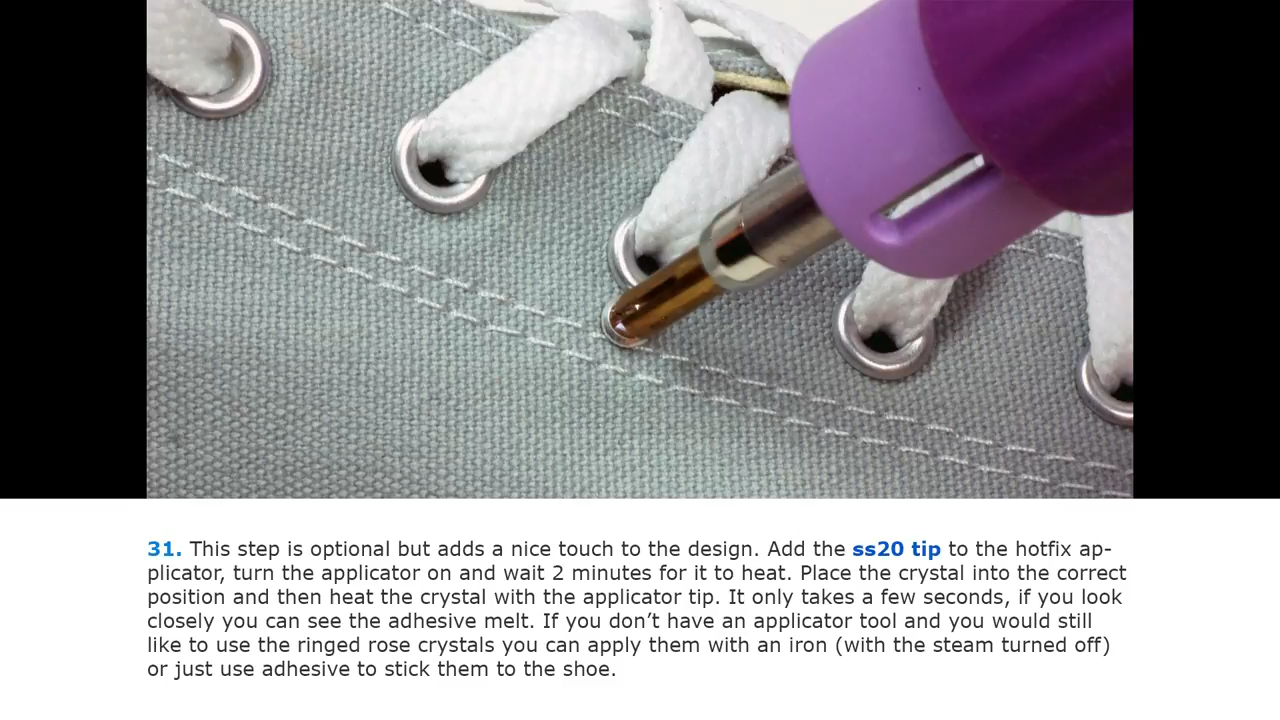 31. This step is optional but adds a nice touch to the design. Add the ss20 tip to the hotfix ap-
plicator, turn the applicator on and wait 2 minutes for it to heat. Place the crystal into the correct
position and then heat the crystal with the applicator tip. It only takes a few seconds, if you look
closely you can see the adhesive melt. If you don’t have an applicator tool and you would still
like to use the ringed rose crystals you can apply them with an iron (with the steam turned off)
or just use adhesive to stick them to the shoe.